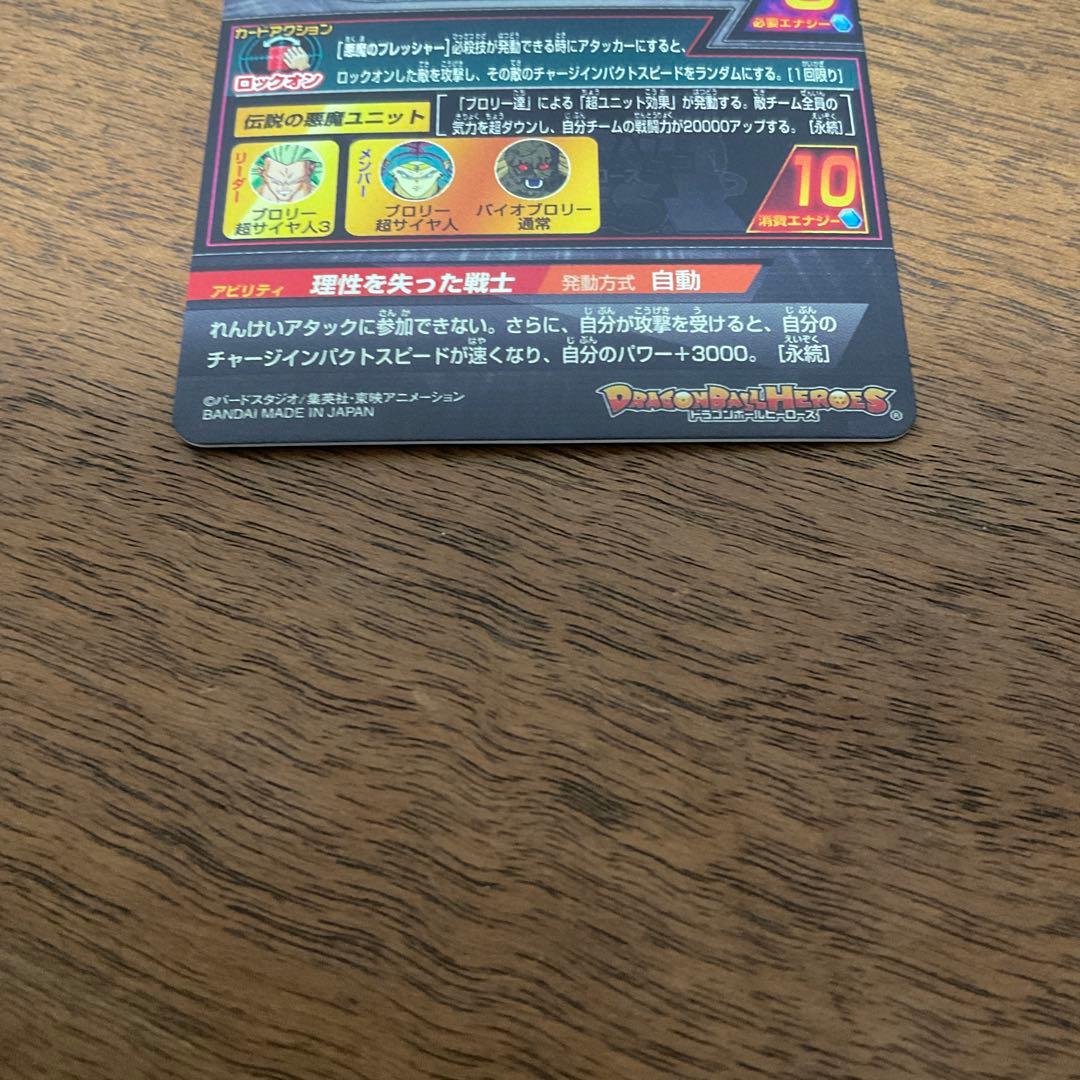 必要エナジー
カードアクション
ロックオン
[悪魔のプレッシャー]必殺技が発動できる時にアタッカーにすると、
ロックオンした敵を攻撃し、その敵のチャージインパクトスピードをランダムにする。[1回限り]
伝説の悪魔ユニット
「ブロリー達」による「超ユニット効果」が発動する。敵チーム全員の
気力を超ダウンし、自分チームの戦闘力が20000アップする。[永続]
リーダー
ブロリー
超サイヤ人3
メンバー
ブロリー
超サイヤ人
バイオブロリー
通常
10
消費エナジー
アビリティ 理性を失った戦士 発動方式 自動
れんけいアタックに参加できない。さらに、自分が攻撃を受けると、自分の
チャージインパクトスピードが速くなり、自分のパワー+3000。[永続]
©バードスタジオ/集英社・東映アニメーション
BANDAI MADE IN JAPAN
DRAGONBALL HEROES
ドラゴンボールヒーローズ
®